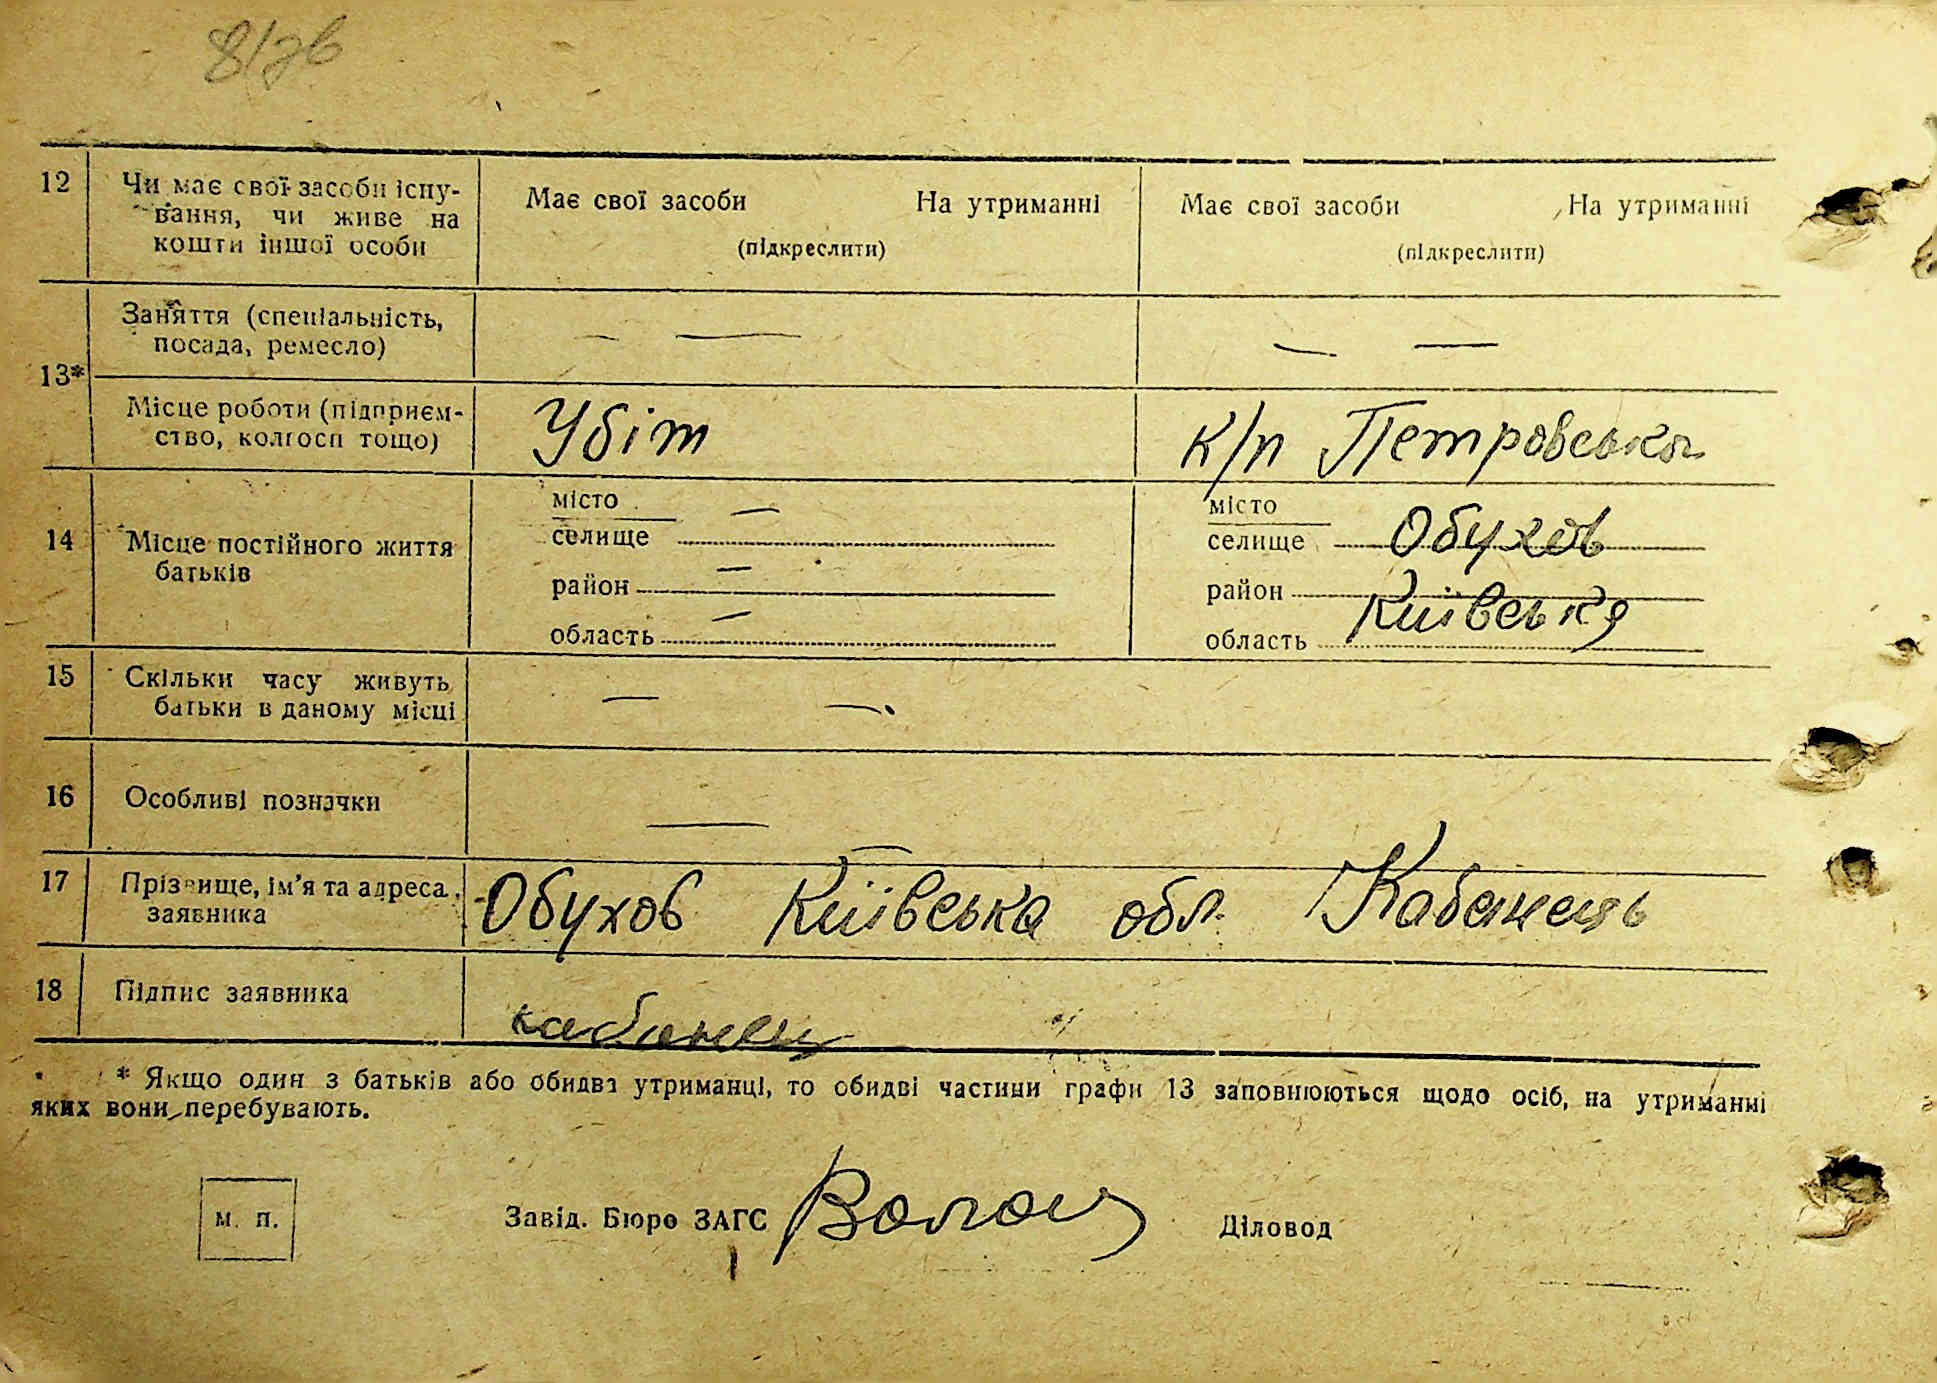 12 Чи має свої засоби існу- Має свої засоби На утриманні Має свої засоби На утриманні
вання, чи живе на
кошти іншої особи (підкреслити) (підкреслити)
Заняття (спеціальність, — — — —
посада, ремесло)
13*
Місце роботи (підприєм- Убіт к/п Петровська
ство, колгосп тощо)
місто — місто
14 Місце постійного життя селище селище Обухов
батьків
район — район
область — область Київська
15 Скільки часу живуть — —
батьки в даному місці
16 Особливі позначки —
17 Прізвище, ім'я та адреса Обухов Київська обл. Кабанець
заявника
18 Підпис заявника кабанец
* Якщо один з батьків або обидва утриманці, то обидві частини графи 13 заповнюються щодо осіб, на утриманні
яких вони перебувають.
м. п. Завід. Бюро ЗАГС Діловод